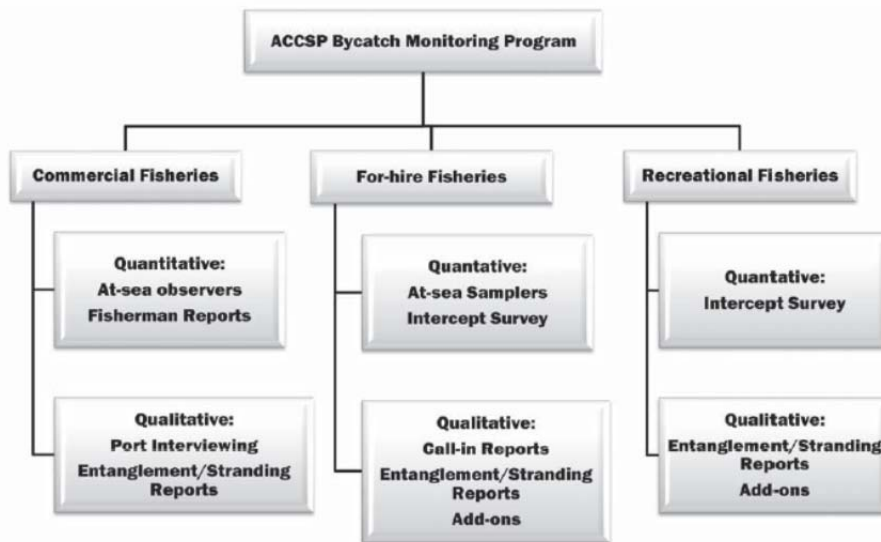 ACCSP Bycatch Monitoring Program
Commercial Fisheries
For-hire Fisheries
Recreational Fisheries
Quantitative:
At-sea observers
Fisherman Reports
Quantative:
At-sea Samplers
Intercept Survey
Quantative:
Intercept Survey
Qualitative:
Port Interviewing
Entanglement/Stranding
Reports
Qualitative:
Call-in Reports
Entanglement/Stranding
Reports
Add-ons
Qualitative:
Entanglement/Stranding
Reports
Add-ons